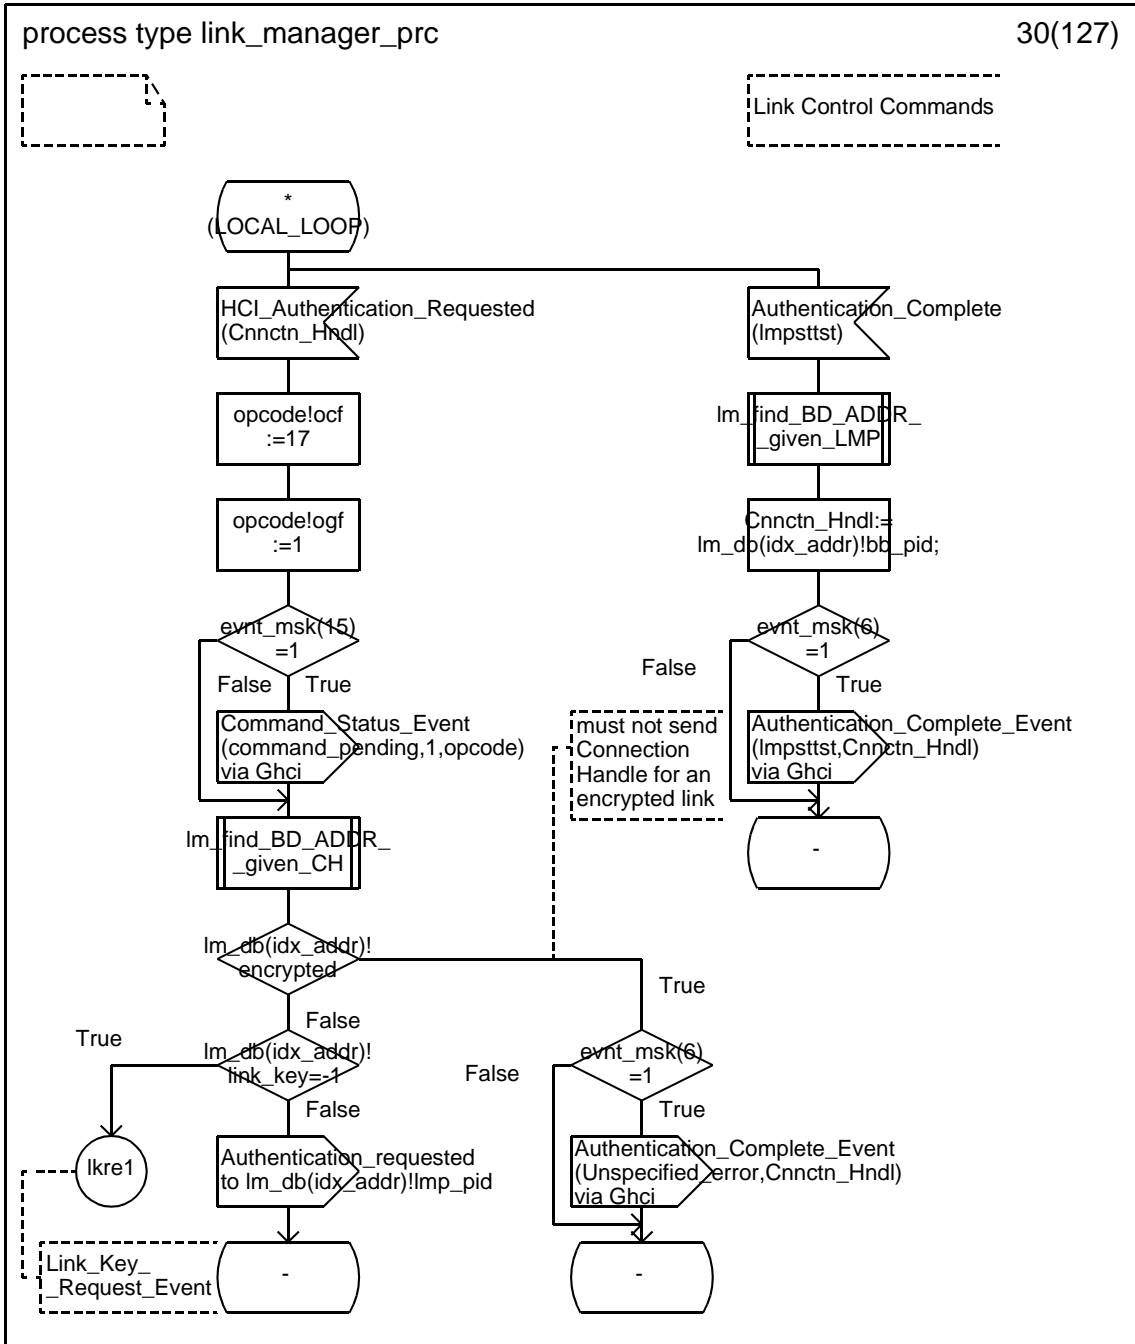 process type link_manager_prc
30(127)
Link Control Commands
*
(LOCAL_LOOP)
HCI_Authentication_Requested
(Cnnctn_Hndl)
Authentication_Complete
(lmpsttst)
opcode!ocf
:=17
lm_find_BD_ADDR_
_given_LMP
opcode!ogf
:=1
Cnnctn_Hndl:=
lm_db(idx_addr)!bb_pid;
evnt_msk(15)
=1
evnt_msk(6)
=1
False
True
False
True
Command_Status_Event
(command_pending,1,opcode)
via Ghci
must not send
Connection
Handle for an
encrypted link
Authentication_Complete_Event
(lmpsttst,Cnnctn_Hndl)
via Ghci
lm_find_BD_ADDR_
_given_CH
-
lm_db(idx_addr)!
encrypted
True
False
True
lm_db(idx_addr)!
link_key=-1
False
evnt_msk(6)
=1
False
True
lkre1
Authentication_requested
to lm_db(idx_addr)!lmp_pid
Authentication_Complete_Event
(Unspecified_error,Cnnctn_Hndl)
via Ghci
Link_Key_
_Request_Event
-
-